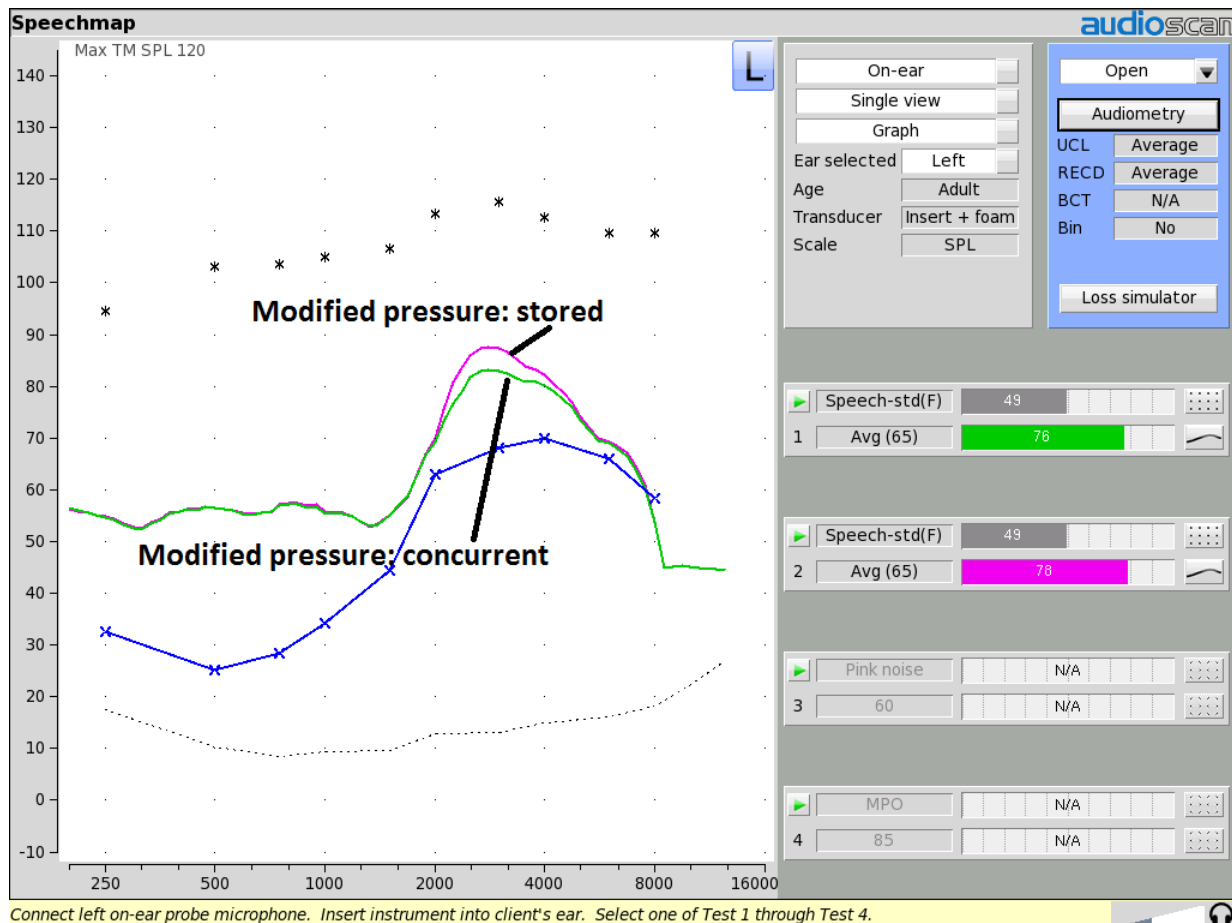 Speechmap
audioscan
Max TM SPL 120
L
140
130
120
110
100
90
80
70
60
50
40
30
20
10
0
-10
250 500 1000 2000 4000 8000 16000
Modified pressure: stored
Modified pressure: concurrent
On-ear
Single view
Graph
Ear selected Left
Age Adult
Transducer Insert + foam
Scale SPL
Open
Audiometry
UCL Average
RECD Average
BCT N/A
Bin No
Loss simulator
Speech-std(F) 49
1 Avg (65) 76
Speech-std(F) 49
2 Avg (65) 78
Pink noise N/A
3 60 N/A
MPO N/A
4 85 N/A
Connect left on-ear probe microphone. Insert instrument into client's ear. Select one of Test 1 through Test 4.